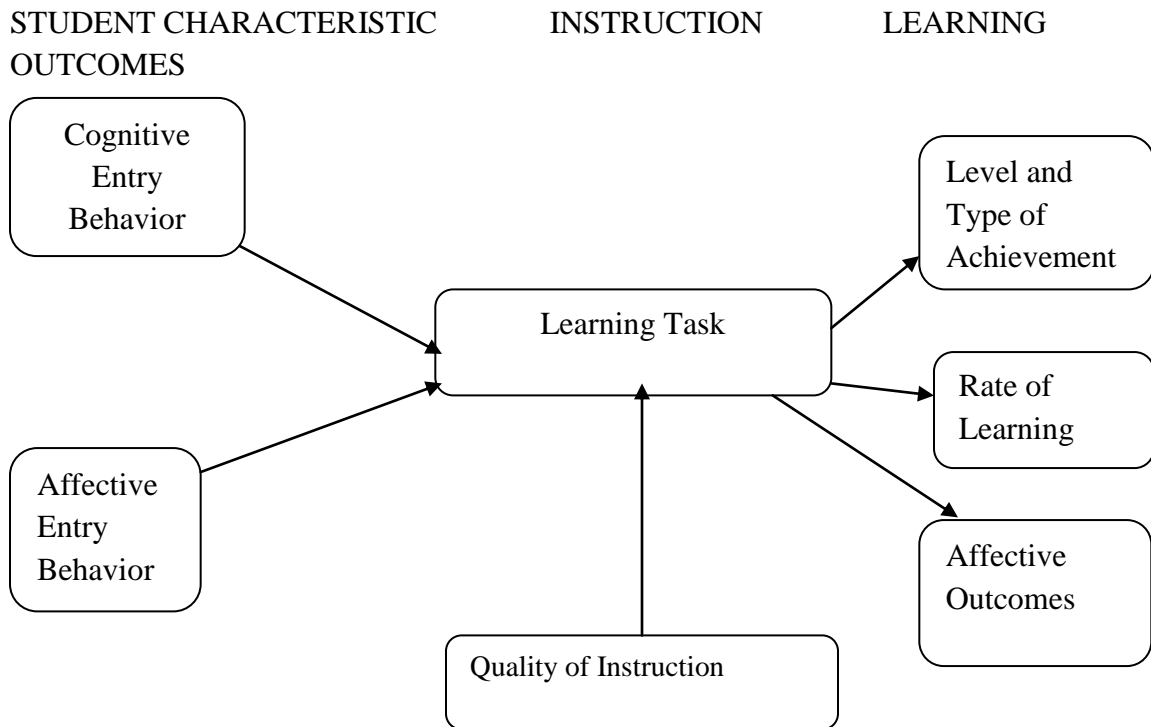 STUDENT CHARACTERISTIC INSTRUCTION LEARNING
OUTCOMES
Cognitive
Entry
Behavior
Level and
Type of
Achievement
Learning Task
Rate of
Learning
Affective
Entry
Behavior
Affective
Outcomes
Quality of Instruction